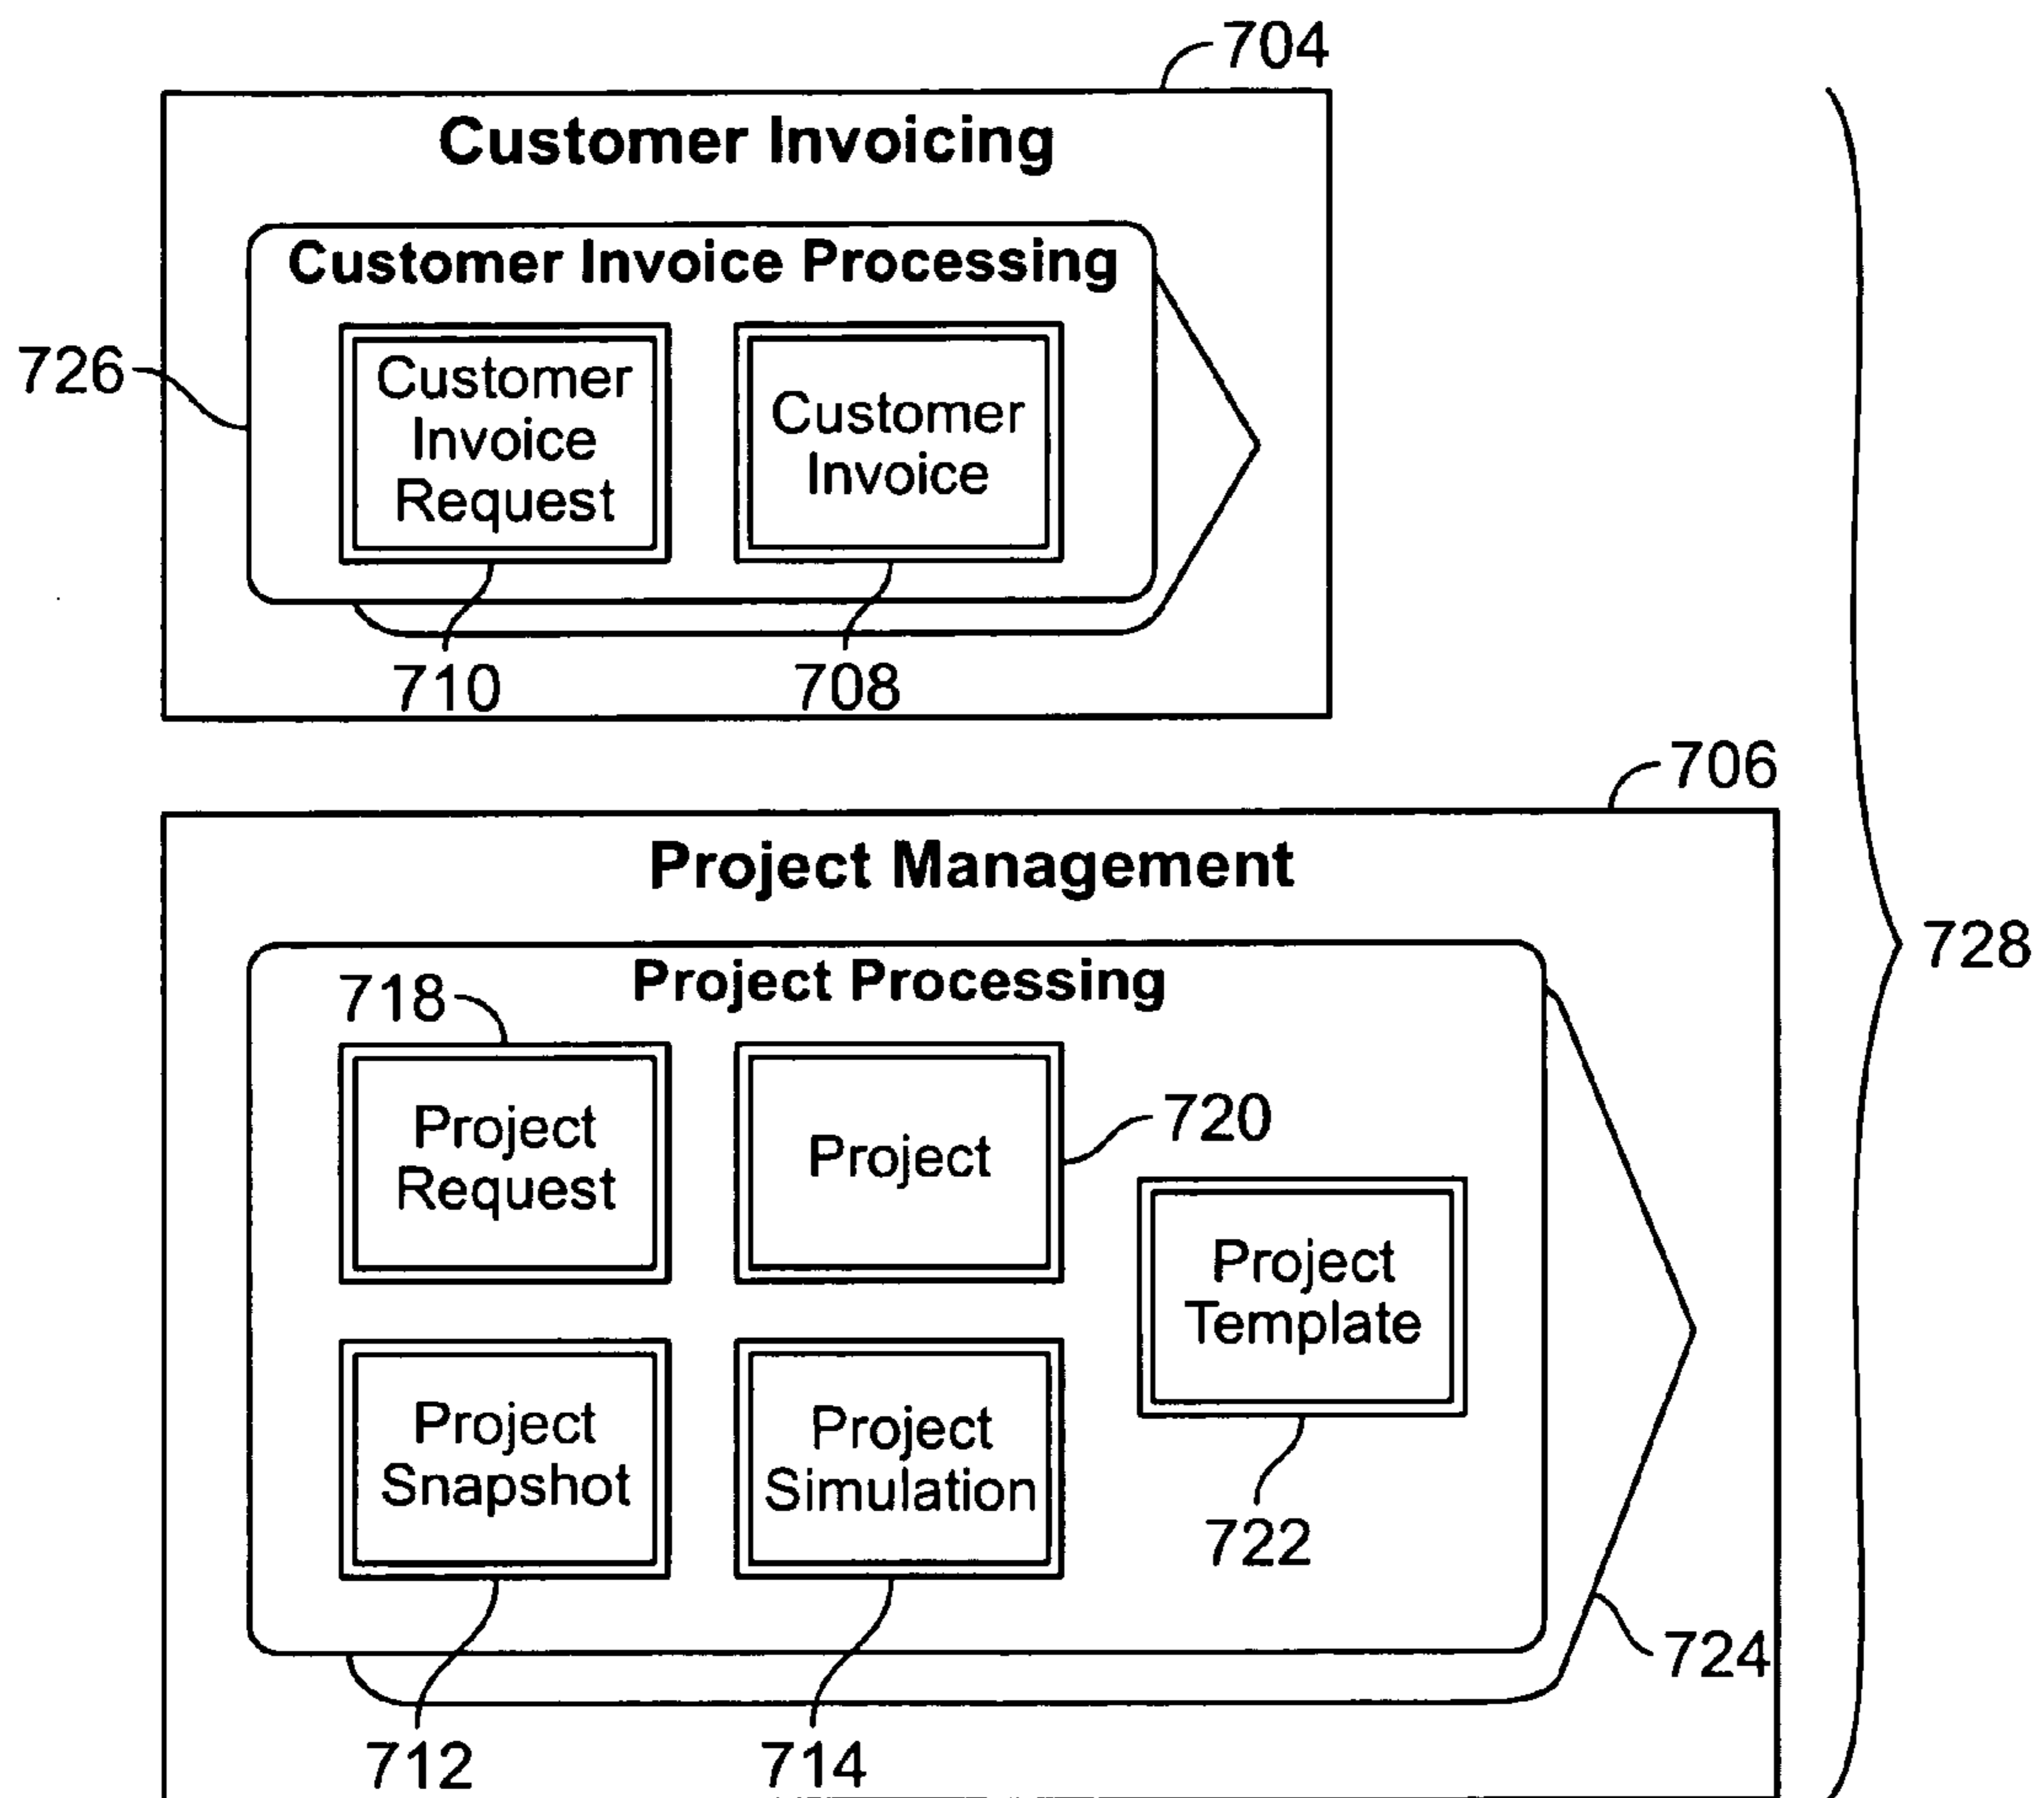 704
Customer Invoicing
Customer Invoice Processing
726
Customer
Invoice
Request
Customer
Invoice
710
708
706
Project Management
728
Project Processing
718
Project
Request
Project
720
Project
Template
Project
Snapshot
Project
Simulation
722
724
712
714